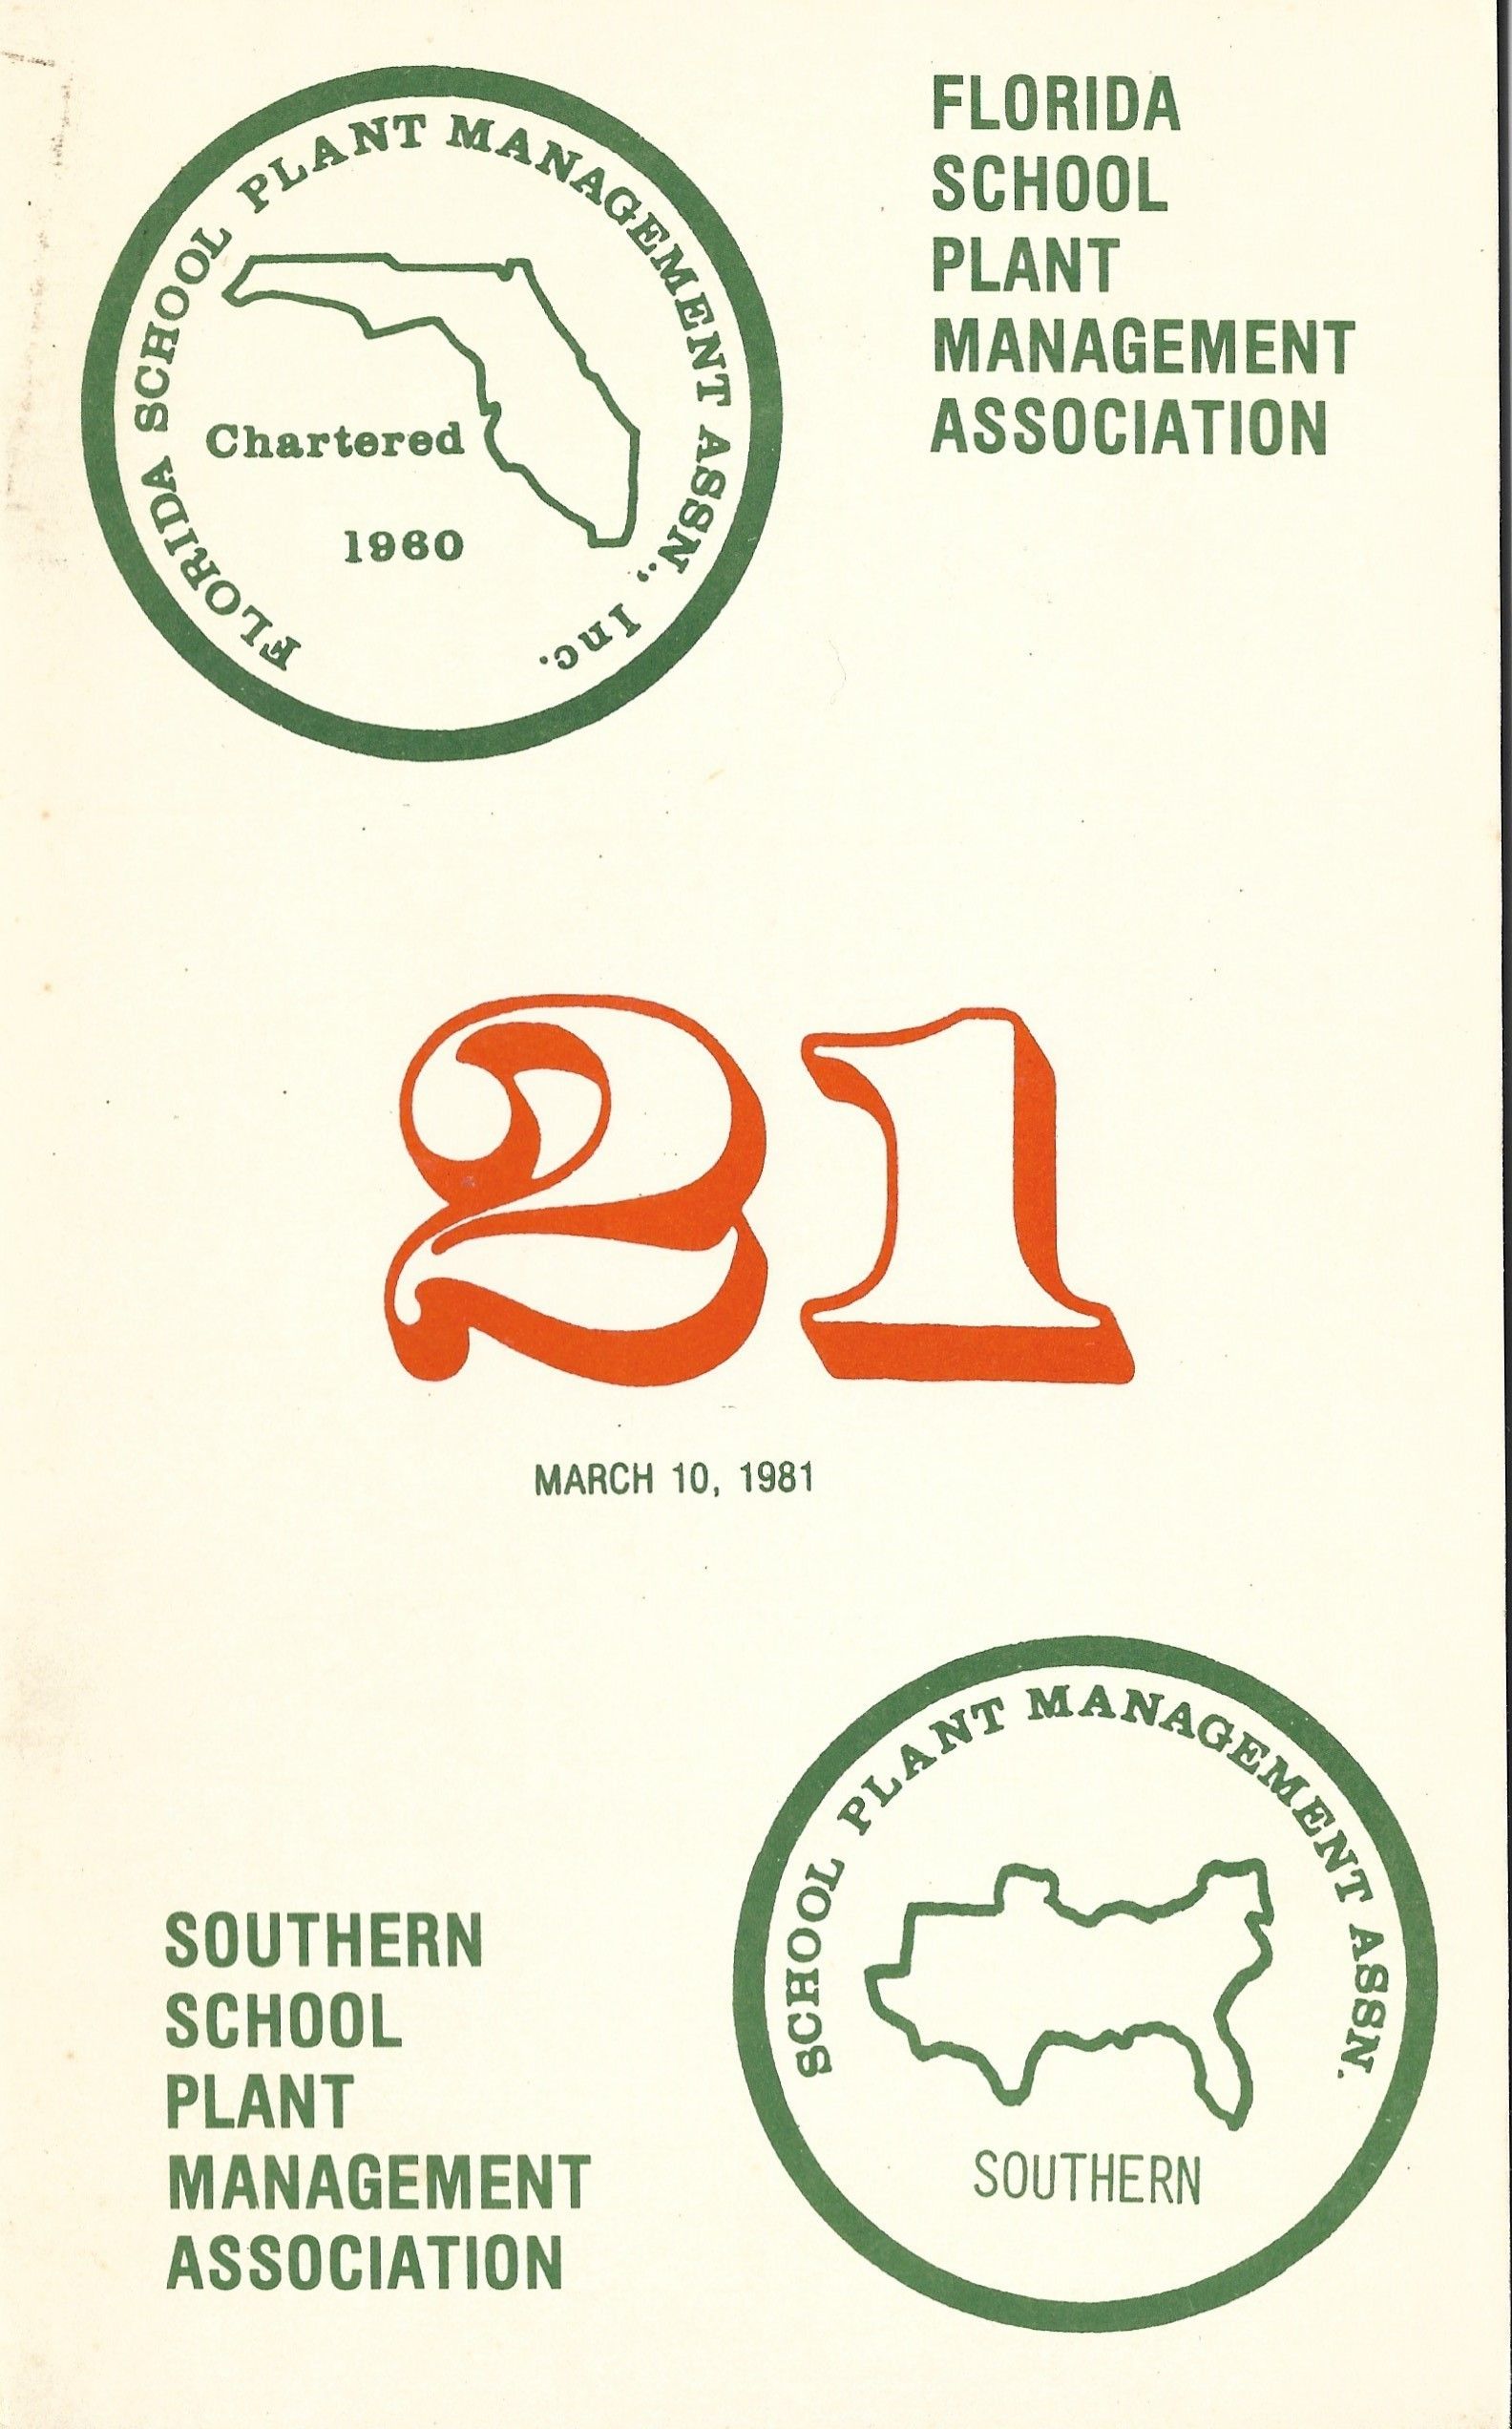 FLORIDA SCHOOL PLANT MANAGEMENT ASSN., Inc.
Chartered
1960
FLORIDA
SCHOOL
PLANT
MANAGEMENT
ASSOCIATION
21
MARCH 10, 1981
SOUTHERN
SCHOOL
PLANT
MANAGEMENT
ASSOCIATION
SCHOOL PLANT MANAGEMENT ASSN.
SOUTHERN